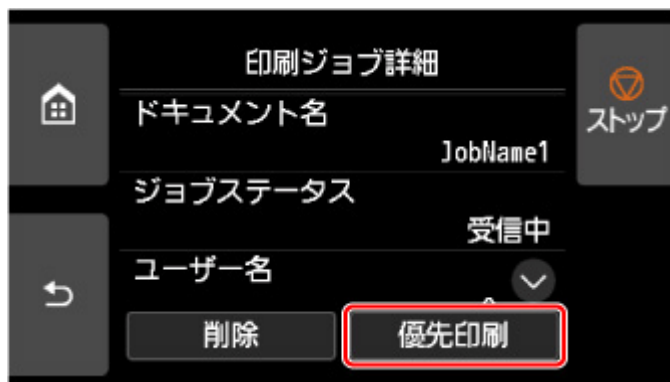 印刷ジョブ詳細
ストップ
ドキュメント名
JobName1
ジョブステータス
受信中
ユーザー名
削除
優先印刷